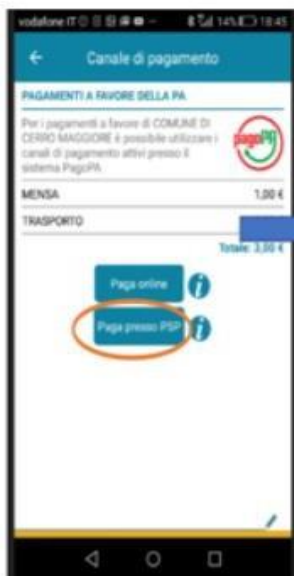 vodafone IT 14% 18:45
Canale di pagamento
PAGAMENTI A FAVORE DELLA PA
Per i pagamenti a favore di COMUNE DI
CERRO MAGGIORE è possibile utilizzare i
canali di pagamento attivi presso il
sistema PagoPA
pagoPA
MENSA 1,00 €
TRASPORTO
Totale: 3,00 €
Paga online i
Paga presso PSP i